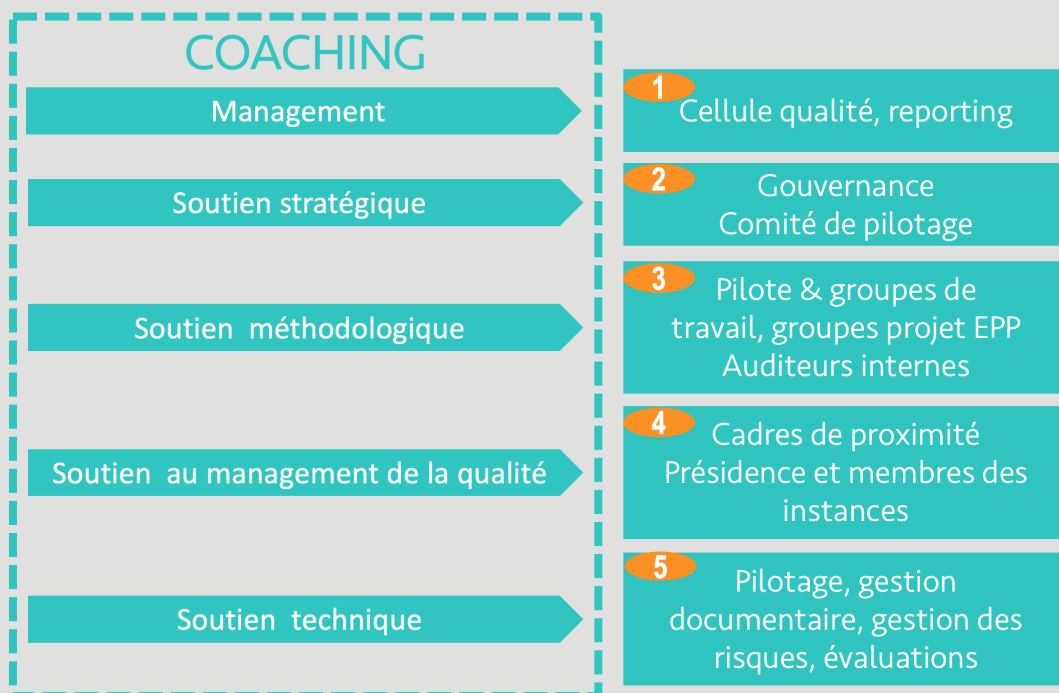 COACHING
Management
1
Cellule qualité, reporting
Soutien stratégique
2
Gouvernance
Comité de pilotage
Soutien méthodologique
3
Pilote & groupes de
travail, groupes projet EPP
Auditeurs internes
Soutien au management de la qualité
4
Cadres de proximité
Présidence et membres des
instances
Soutien technique
5
Pilotage, gestion
documentaire, gestion des
risques, évaluations